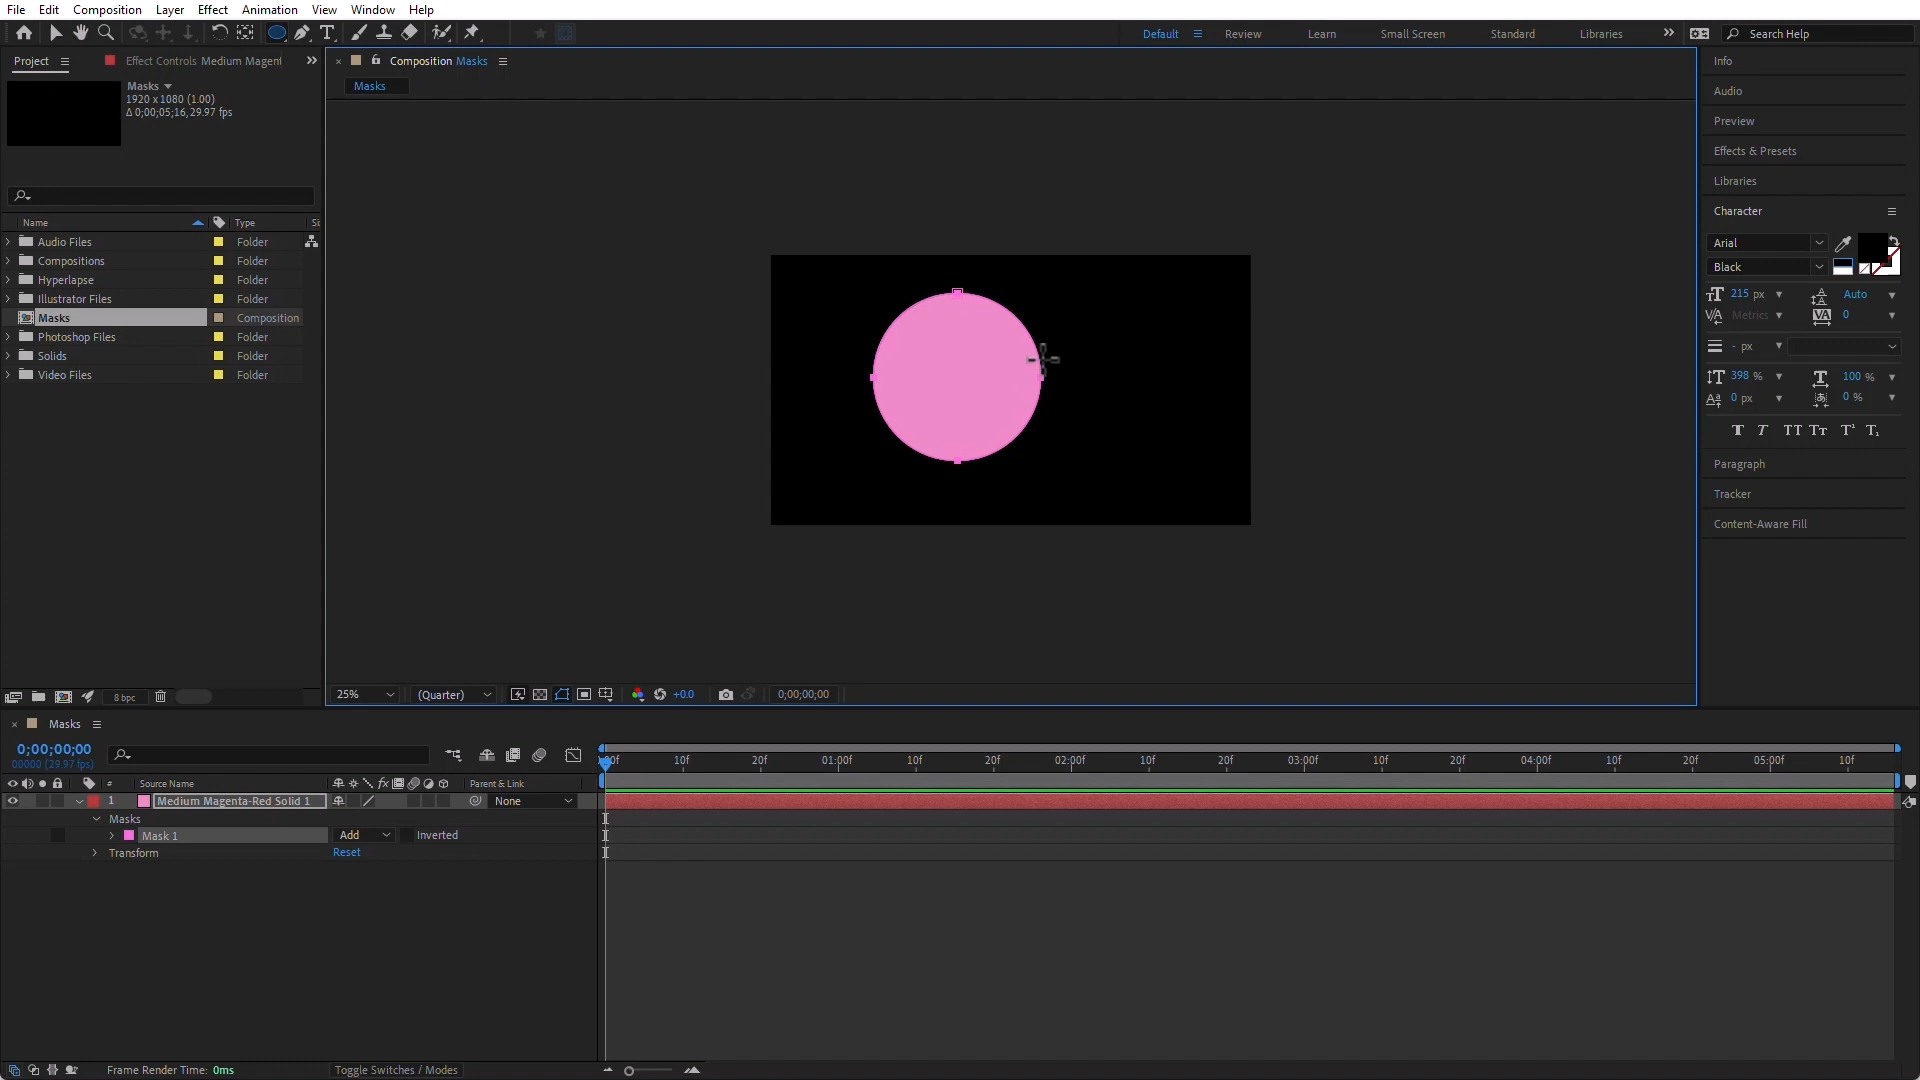 File Edit Composition Layer Effect Animation View Window Help
Default Review Learn Small Screen Standard Libraries Search Help
Project Effect Controls Medium Magent
Composition Masks
Masks
Masks
1920 x 1080 (1.00)
Δ 0;00;05;16, 29.97 fps
Name Type Si
Audio Files Folder
Compositions Folder
Hyperlapse Folder
Illustrator Files Folder
Masks Composition
Photoshop Files Folder
Solids Folder
Video Files Folder
8 bpc
25% (Quarter) +0.0 0;00;00;00
Info
Audio
Preview
Effects & Presets
Libraries
Character
Arial
Black
215 px Auto
Metrics 0
- px
398 % 100 %
0 px 0 %
Paragraph
Tracker
Content-Aware Fill
Masks
0;00;00;00
00000 (29.97 fps)
10f 20f 01:00f 10f 20f 02:00f 10f 20f 03:00f 10f 20f 04:00f 10f 20f 05:00f 10f
# Source Name Parent & Link
1 Medium Magenta-Red Solid 1 None
Masks
Mask 1 Add Inverted
Transform Reset
Frame Render Time: 0ms Toggle Switches / Modes